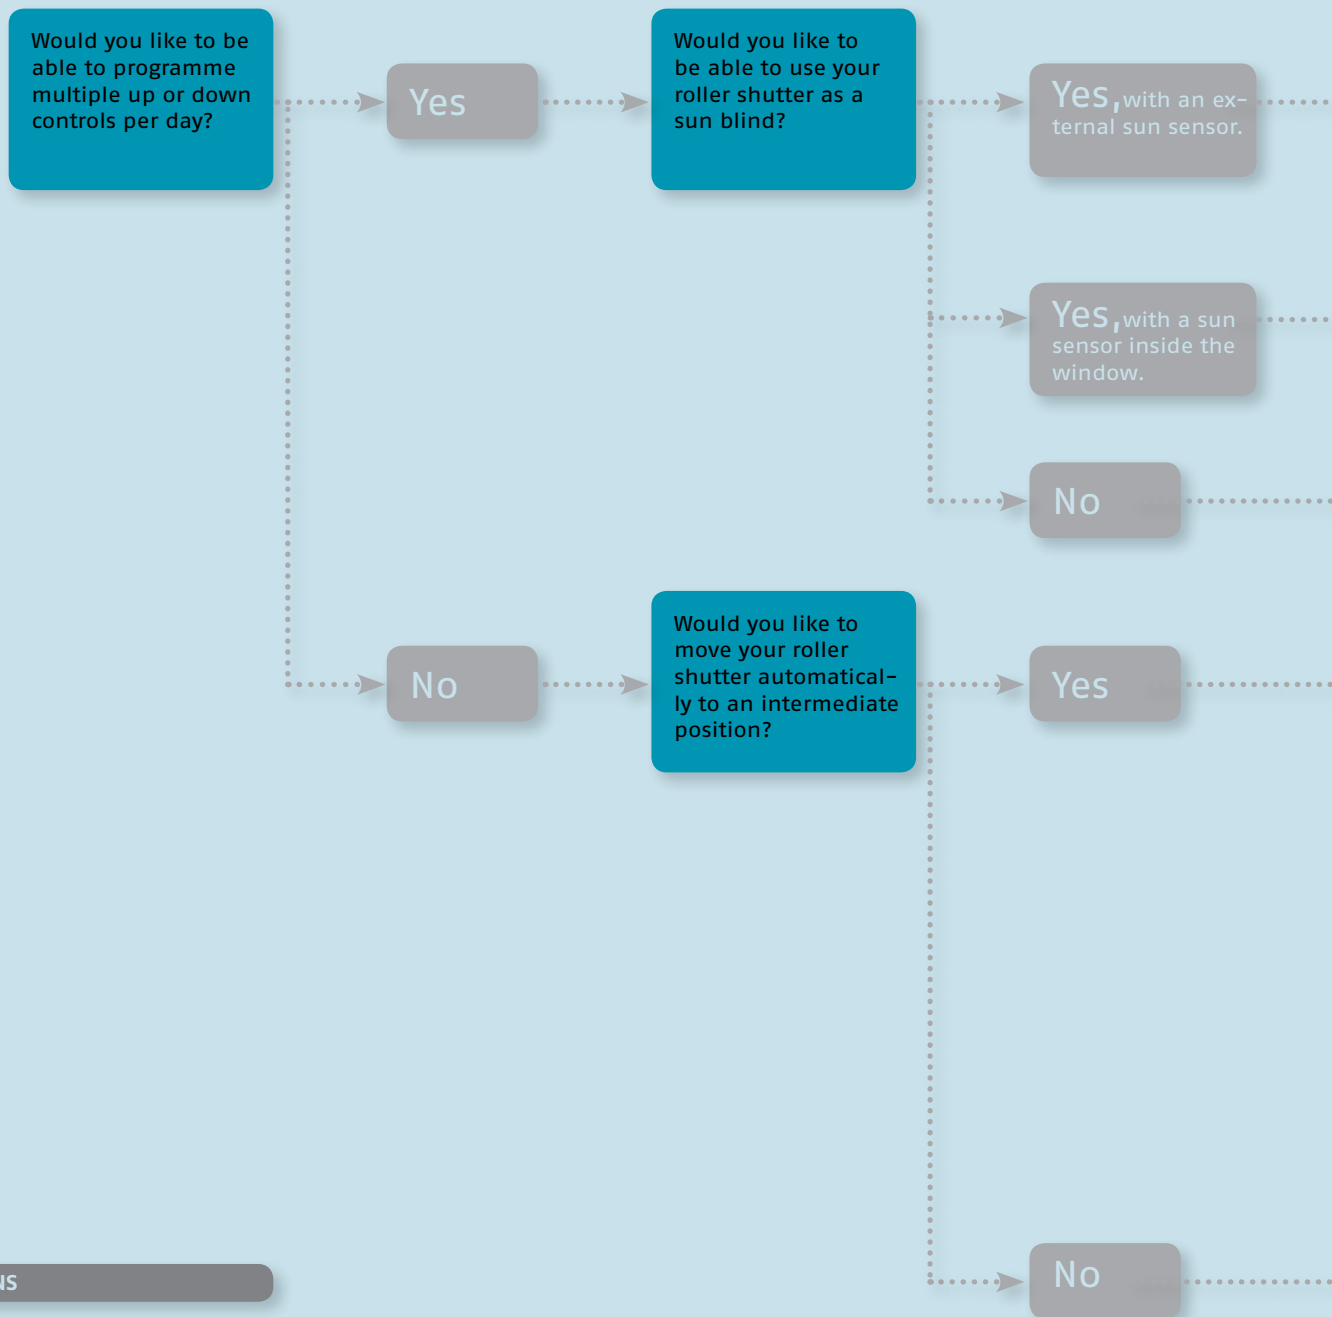 Would you like to be
able to programme
multiple up or down
controls per day?
Yes
Would you like to
be able to use your
roller shutter as a
sun blind?
Yes, with an ex-
ternal sun sensor.
Yes, with a sun
sensor inside the
window.
No
No
Would you like to
move your roller
shutter automatical-
ly to an intermediate
position?
Yes
No
NS